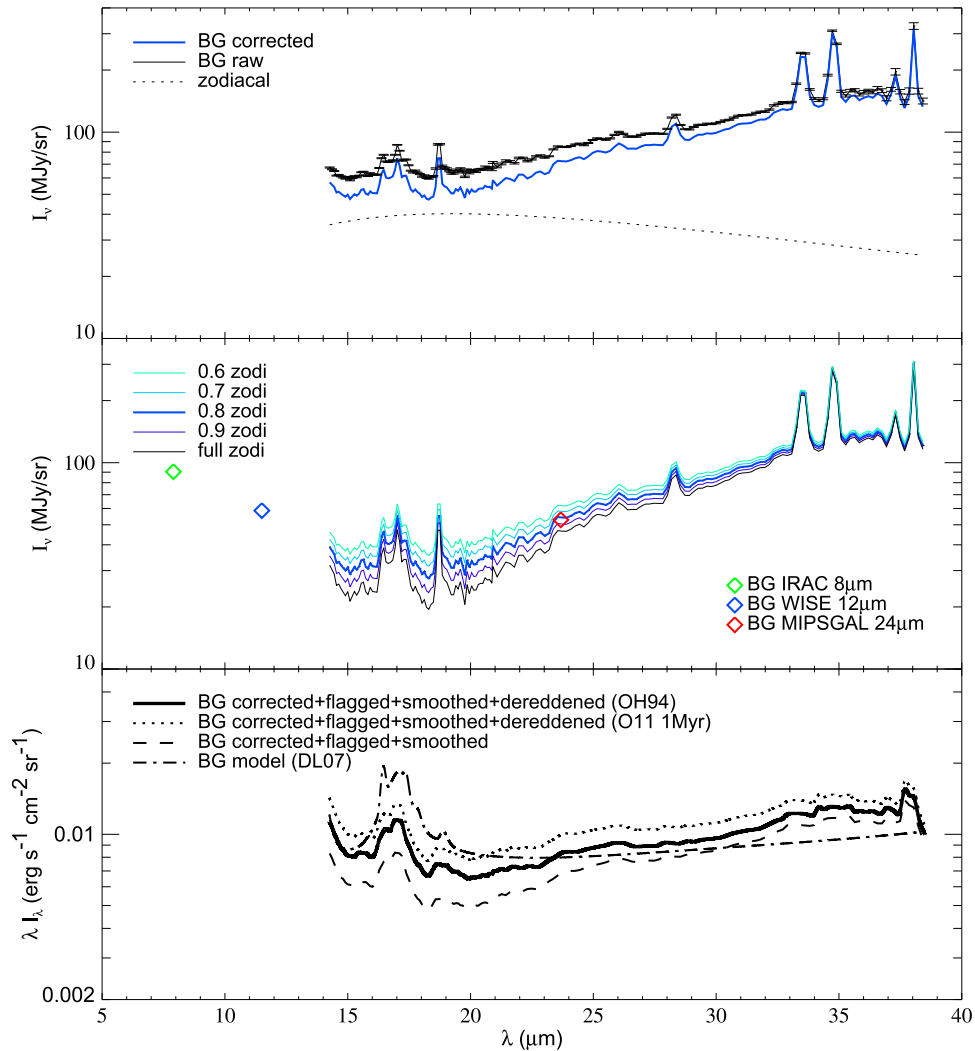 BG corrected
BG raw
zodiacal
100
10
I_ν (MJy/sr)
0.6 zodi
0.7 zodi
0.8 zodi
0.9 zodi
full zodi
100
10
I_ν (MJy/sr)
BG IRAC 8μm
BG WISE 12μm
BG MIPSGAL 24μm
BG corrected+flagged+smoothed+dereddened (OH94)
BG corrected+flagged+smoothed+dereddened (O11 1Myr)
BG corrected+flagged+smoothed
BG model (DL07)
0.01
0.002
λ I_λ (erg s⁻¹ cm⁻² sr⁻¹)
5 10 15 20 25 30 35 40
λ (μm)